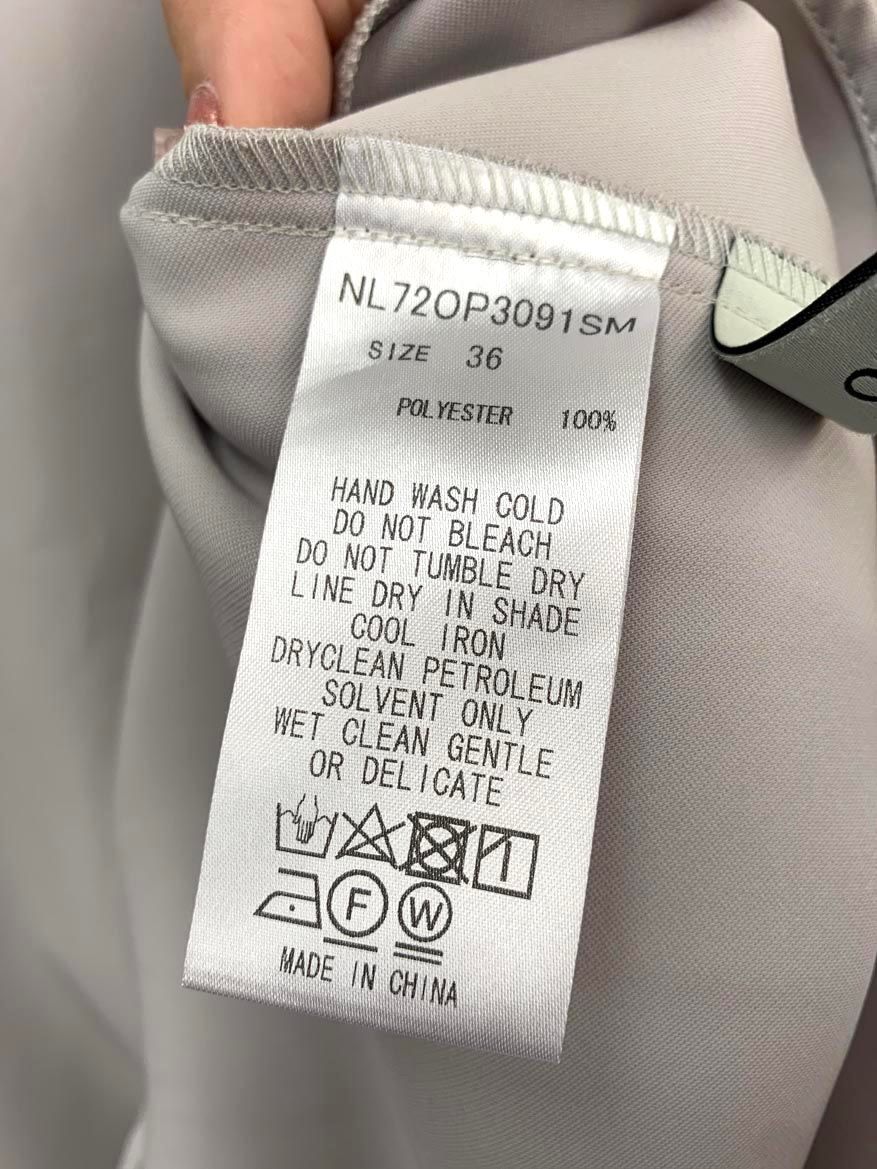 NL72OP3091SM
SIZE 36
POLYESTER 100%
HAND WASH COLD
DO NOT BLEACH
DO NOT TUMBLE DRY
LINE DRY IN SHADE
COOL IRON
DRYCLEAN PETROLEUM
SOLVENT ONLY
WET CLEAN GENTLE
OR DELICATE
F W
MADE IN CHINA